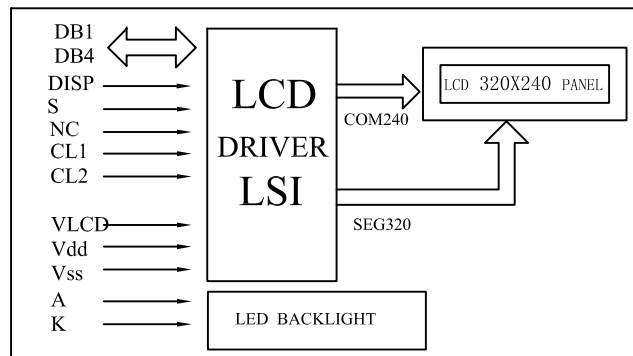 DB1
DB4
DISP
S
NC
CL1
CL2
VLCD
Vdd
Vss
A
K
LCD
DRIVER
LSI
COM240
SEG320
LCD 320X240 PANEL
LED BACKLIGHT